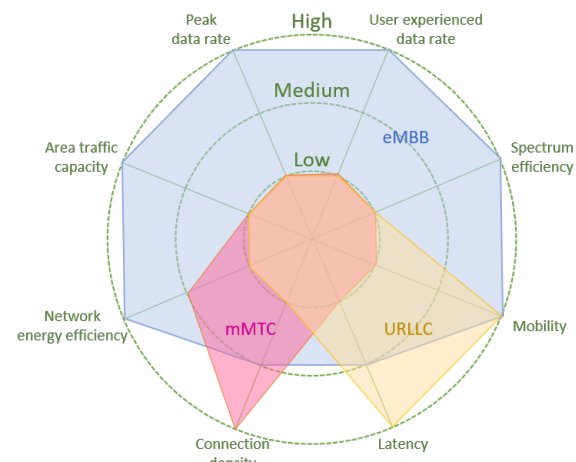 Peak
data rate
High
User experienced
data rate
Medium
eMBB
Area traffic
capacity
Low
Spectrum
efficiency
Network
energy efficiency
mMTC
URLLC
Mobility
Connection
density
Latency